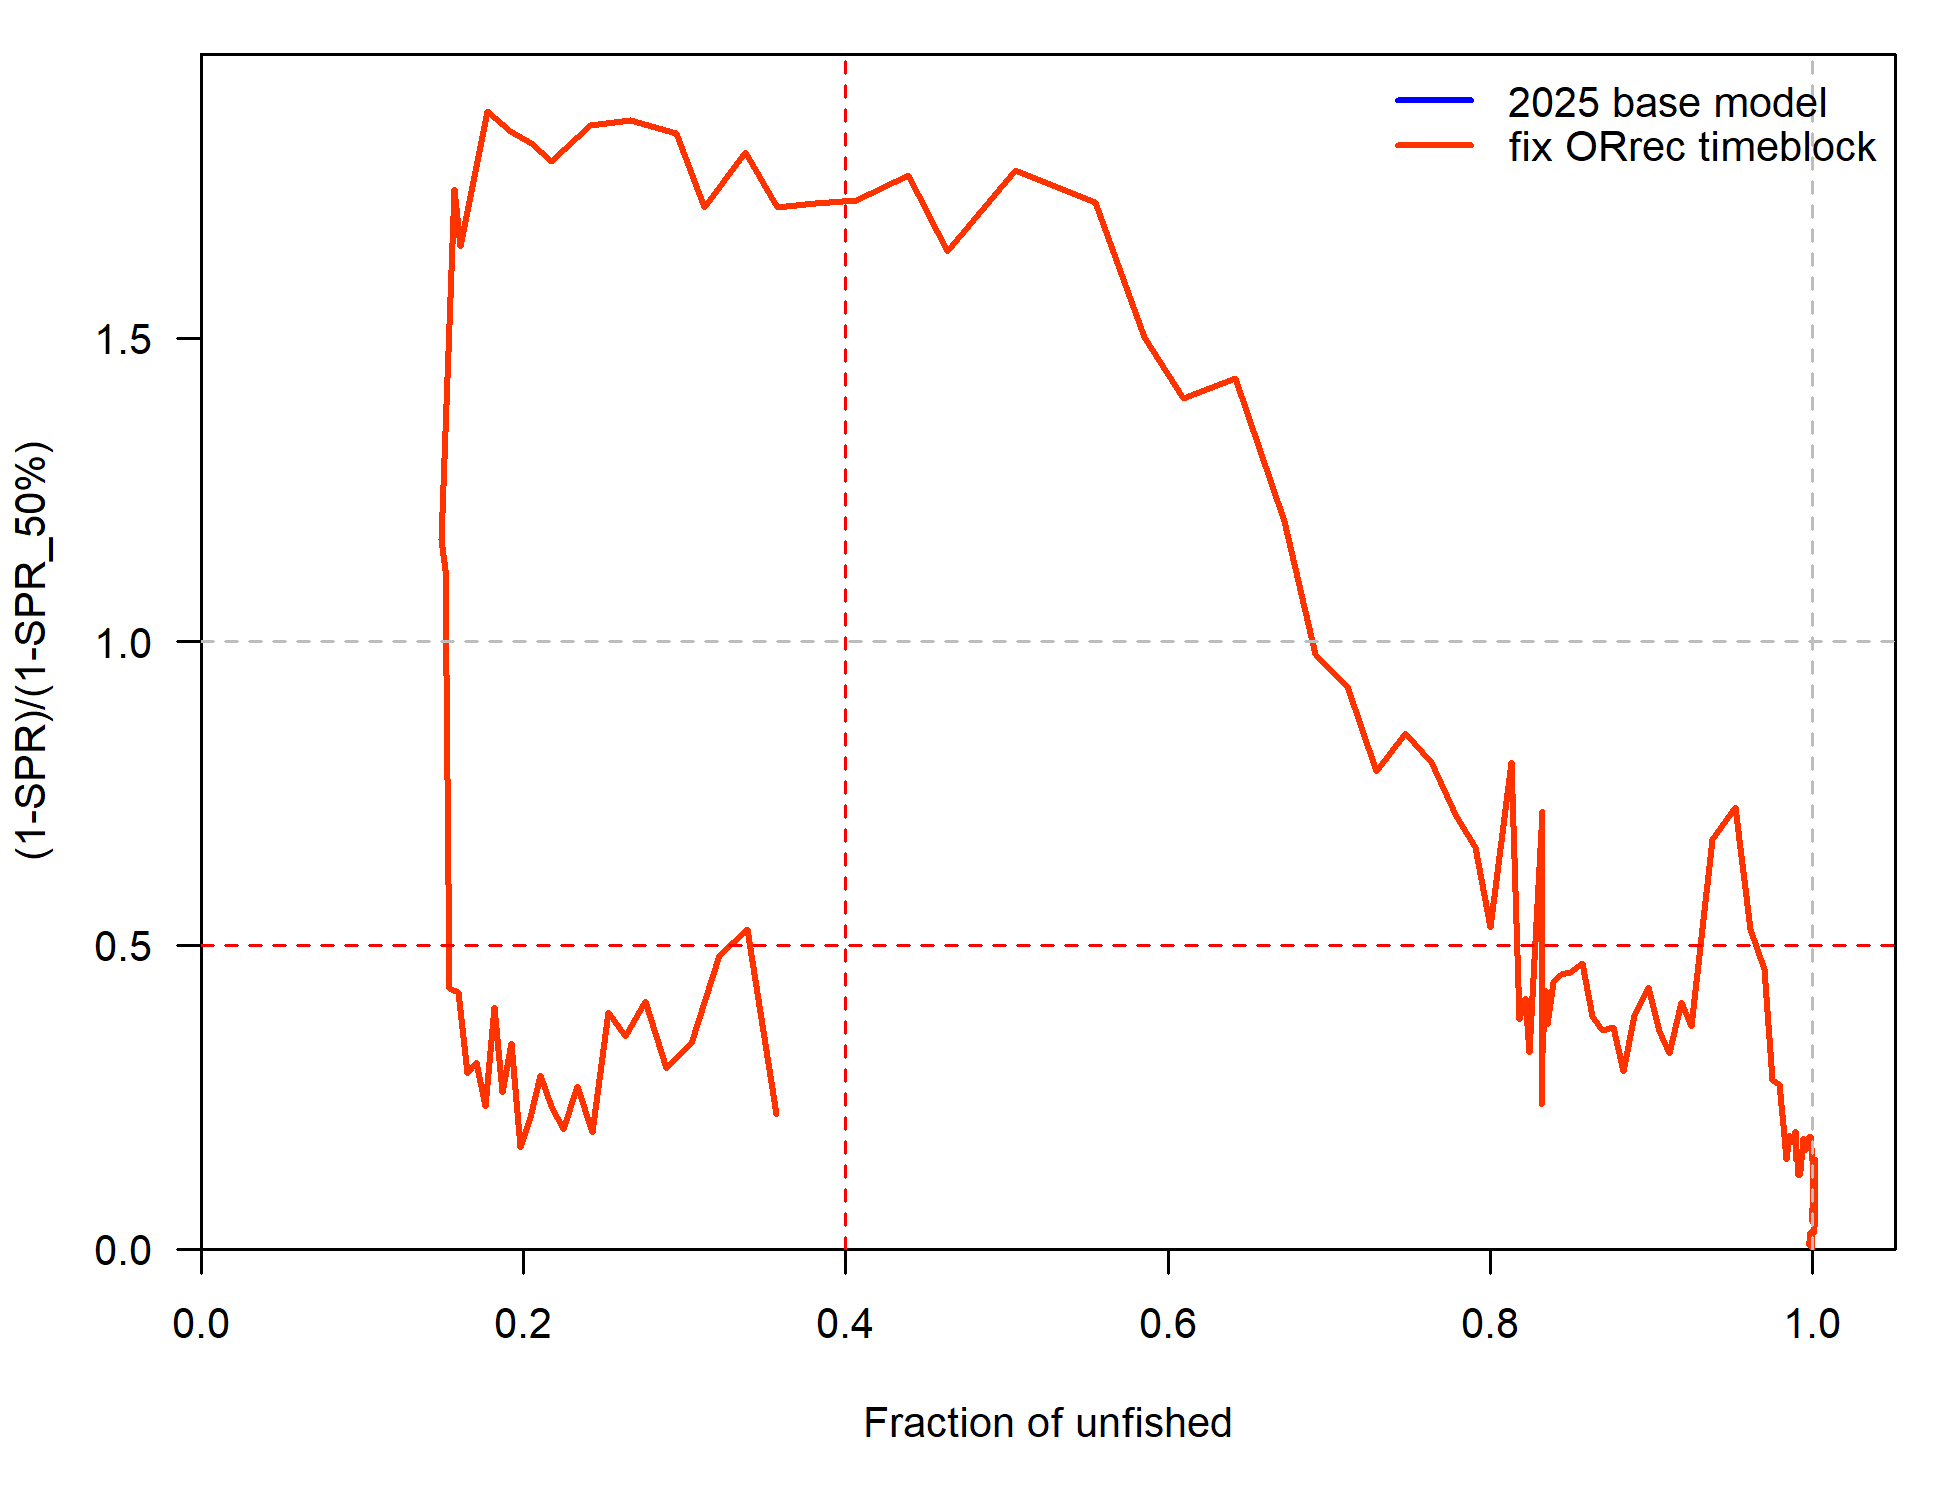 2025 base model
fix ORrec timeblock
(1-SPR)/(1-SPR_50%)
1.5
1.0
0.5
0.0
0.0 0.2 0.4 0.6 0.8 1.0
Fraction of unfished